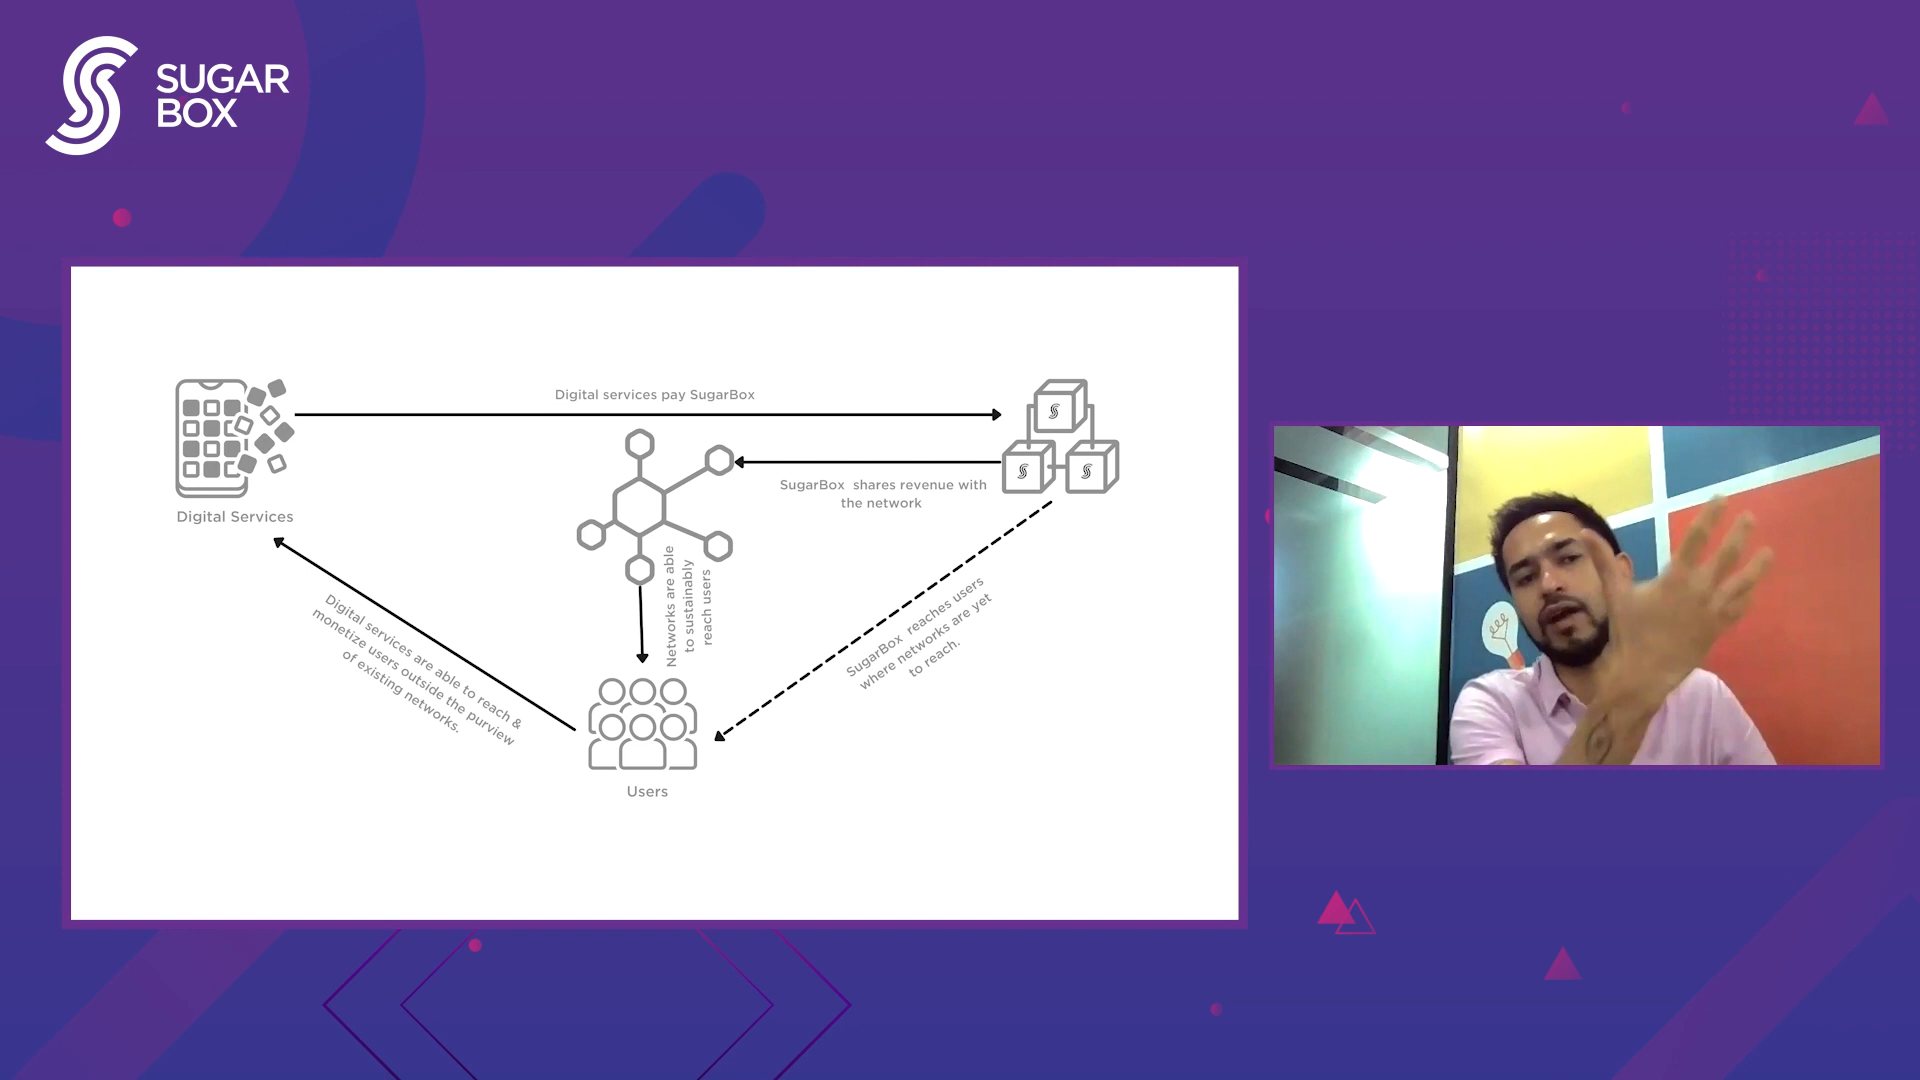 SUGAR
BOX
Digital services pay SugarBox
SugarBox shares revenue with
the network
Digital Services
Networks are able
to sustainably
reach users
Digital services are able to reach &
monetize users outside the purview
of existing networks.
SugarBox reaches users
where networks are yet
to reach.
Users